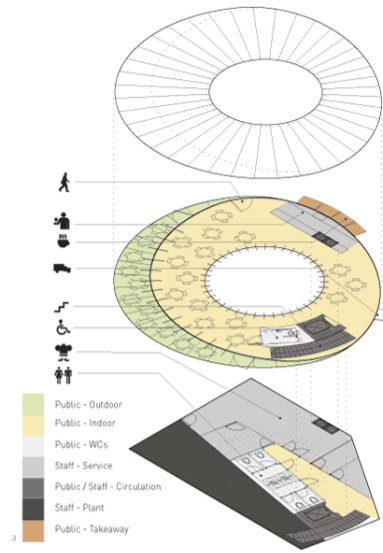 Public - Outdoor
Public - Indoor
Public - WCs
Staff - Service
Public / Staff - Circulation
Staff - Plant
Public - Takeaway
3